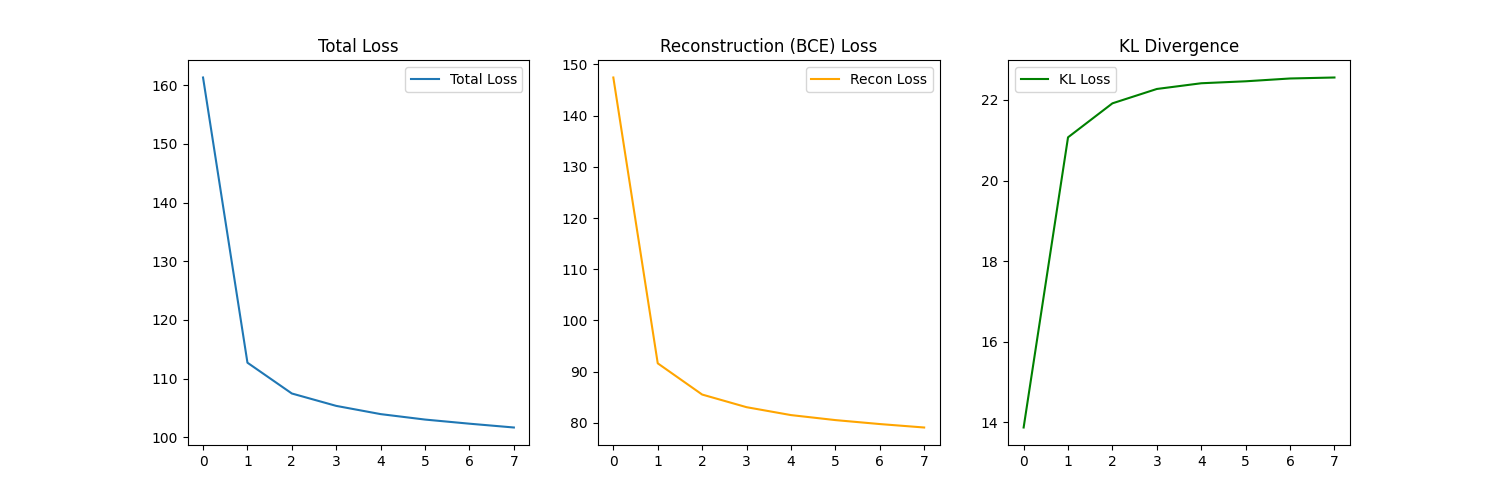 Total Loss
Total Loss
160
150
140
130
120
110
100
0 1 2 3 4 5 6 7
Reconstruction (BCE) Loss
Recon Loss
150
140
130
120
110
100
90
80
0 1 2 3 4 5 6 7
KL Divergence
KL Loss
22
20
18
16
14
0 1 2 3 4 5 6 7